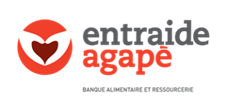 entraide
agapè
BANQUE ALIMENTAIRE ET RESSOURCERIE